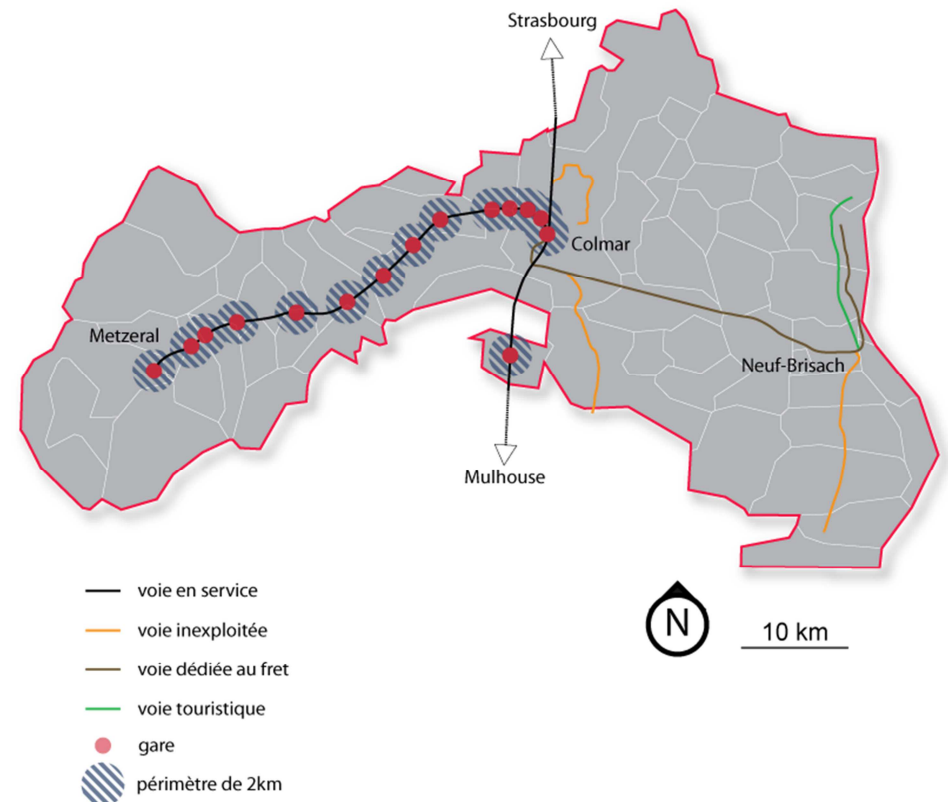 Strasbourg
Colmar
Metzeral
Neuf-Brisach
Mulhouse
voie en service
voie inexploitée
voie dédiée au fret
voie touristique
gare
périmètre de 2km
N
10 km